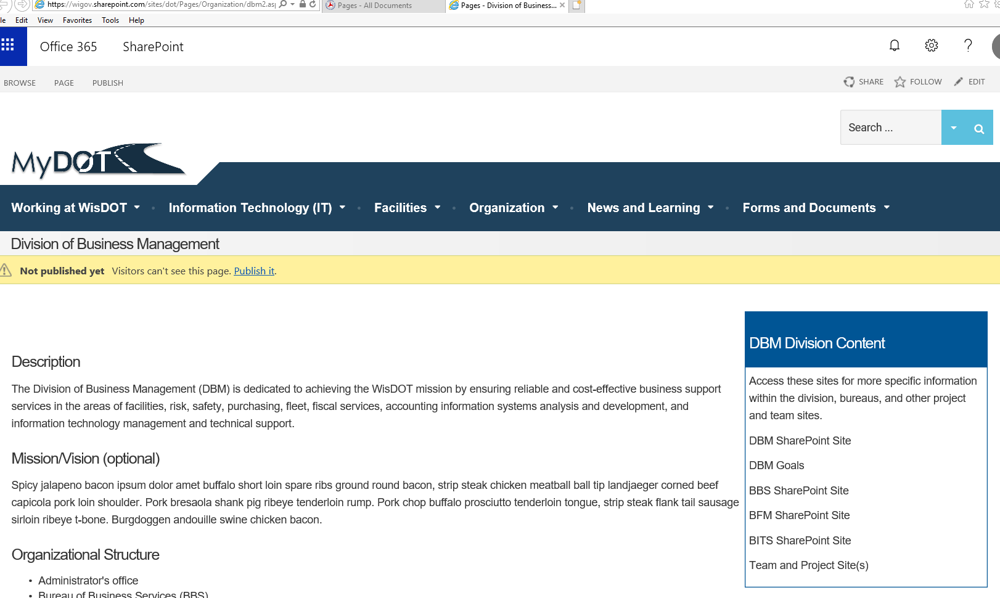 https://wigov.sharepoint.com/sites/dot/Pages/Organization/dbm2.as
Pages - All Documents
Pages - Division of Business...
le Edit View Favorites Tools Help
Office 365 SharePoint
BROWSE PAGE PUBLISH
SHARE FOLLOW EDIT
Search ...
MyDOT
Working at WisDOT • Information Technology (IT) • Facilities • Organization • News and Learning • Forms and Documents
Division of Business Management
Not published yet Visitors can't see this page. Publish it.
DBM Division Content
Description
The Division of Business Management (DBM) is dedicated to achieving the WisDOT mission by ensuring reliable and cost-effective business support
services in the areas of facilities, risk, safety, purchasing, fleet, fiscal services, accounting information systems analysis and development, and
information technology management and technical support.
Mission/Vision (optional)
Spicy jalapeno bacon ipsum dolor amet buffalo short loin spare ribs ground round bacon, strip steak chicken meatball ball tip landjaeger corned beef
capicola pork loin shoulder. Pork bresaola shank pig ribeye tenderloin rump. Pork chop buffalo prosciutto tenderloin tongue, strip steak flank tail sausage
sirloin ribeye t-bone. Burgdoggen andouille swine chicken bacon.
Organizational Structure
• Administrator's office
• Bureau of Business Services (BBS)
Access these sites for more specific information
within the division, bureaus, and other project
and team sites.
DBM SharePoint Site
DBM Goals
BBS SharePoint Site
BFM SharePoint Site
BITS SharePoint Site
Team and Project Site(s)